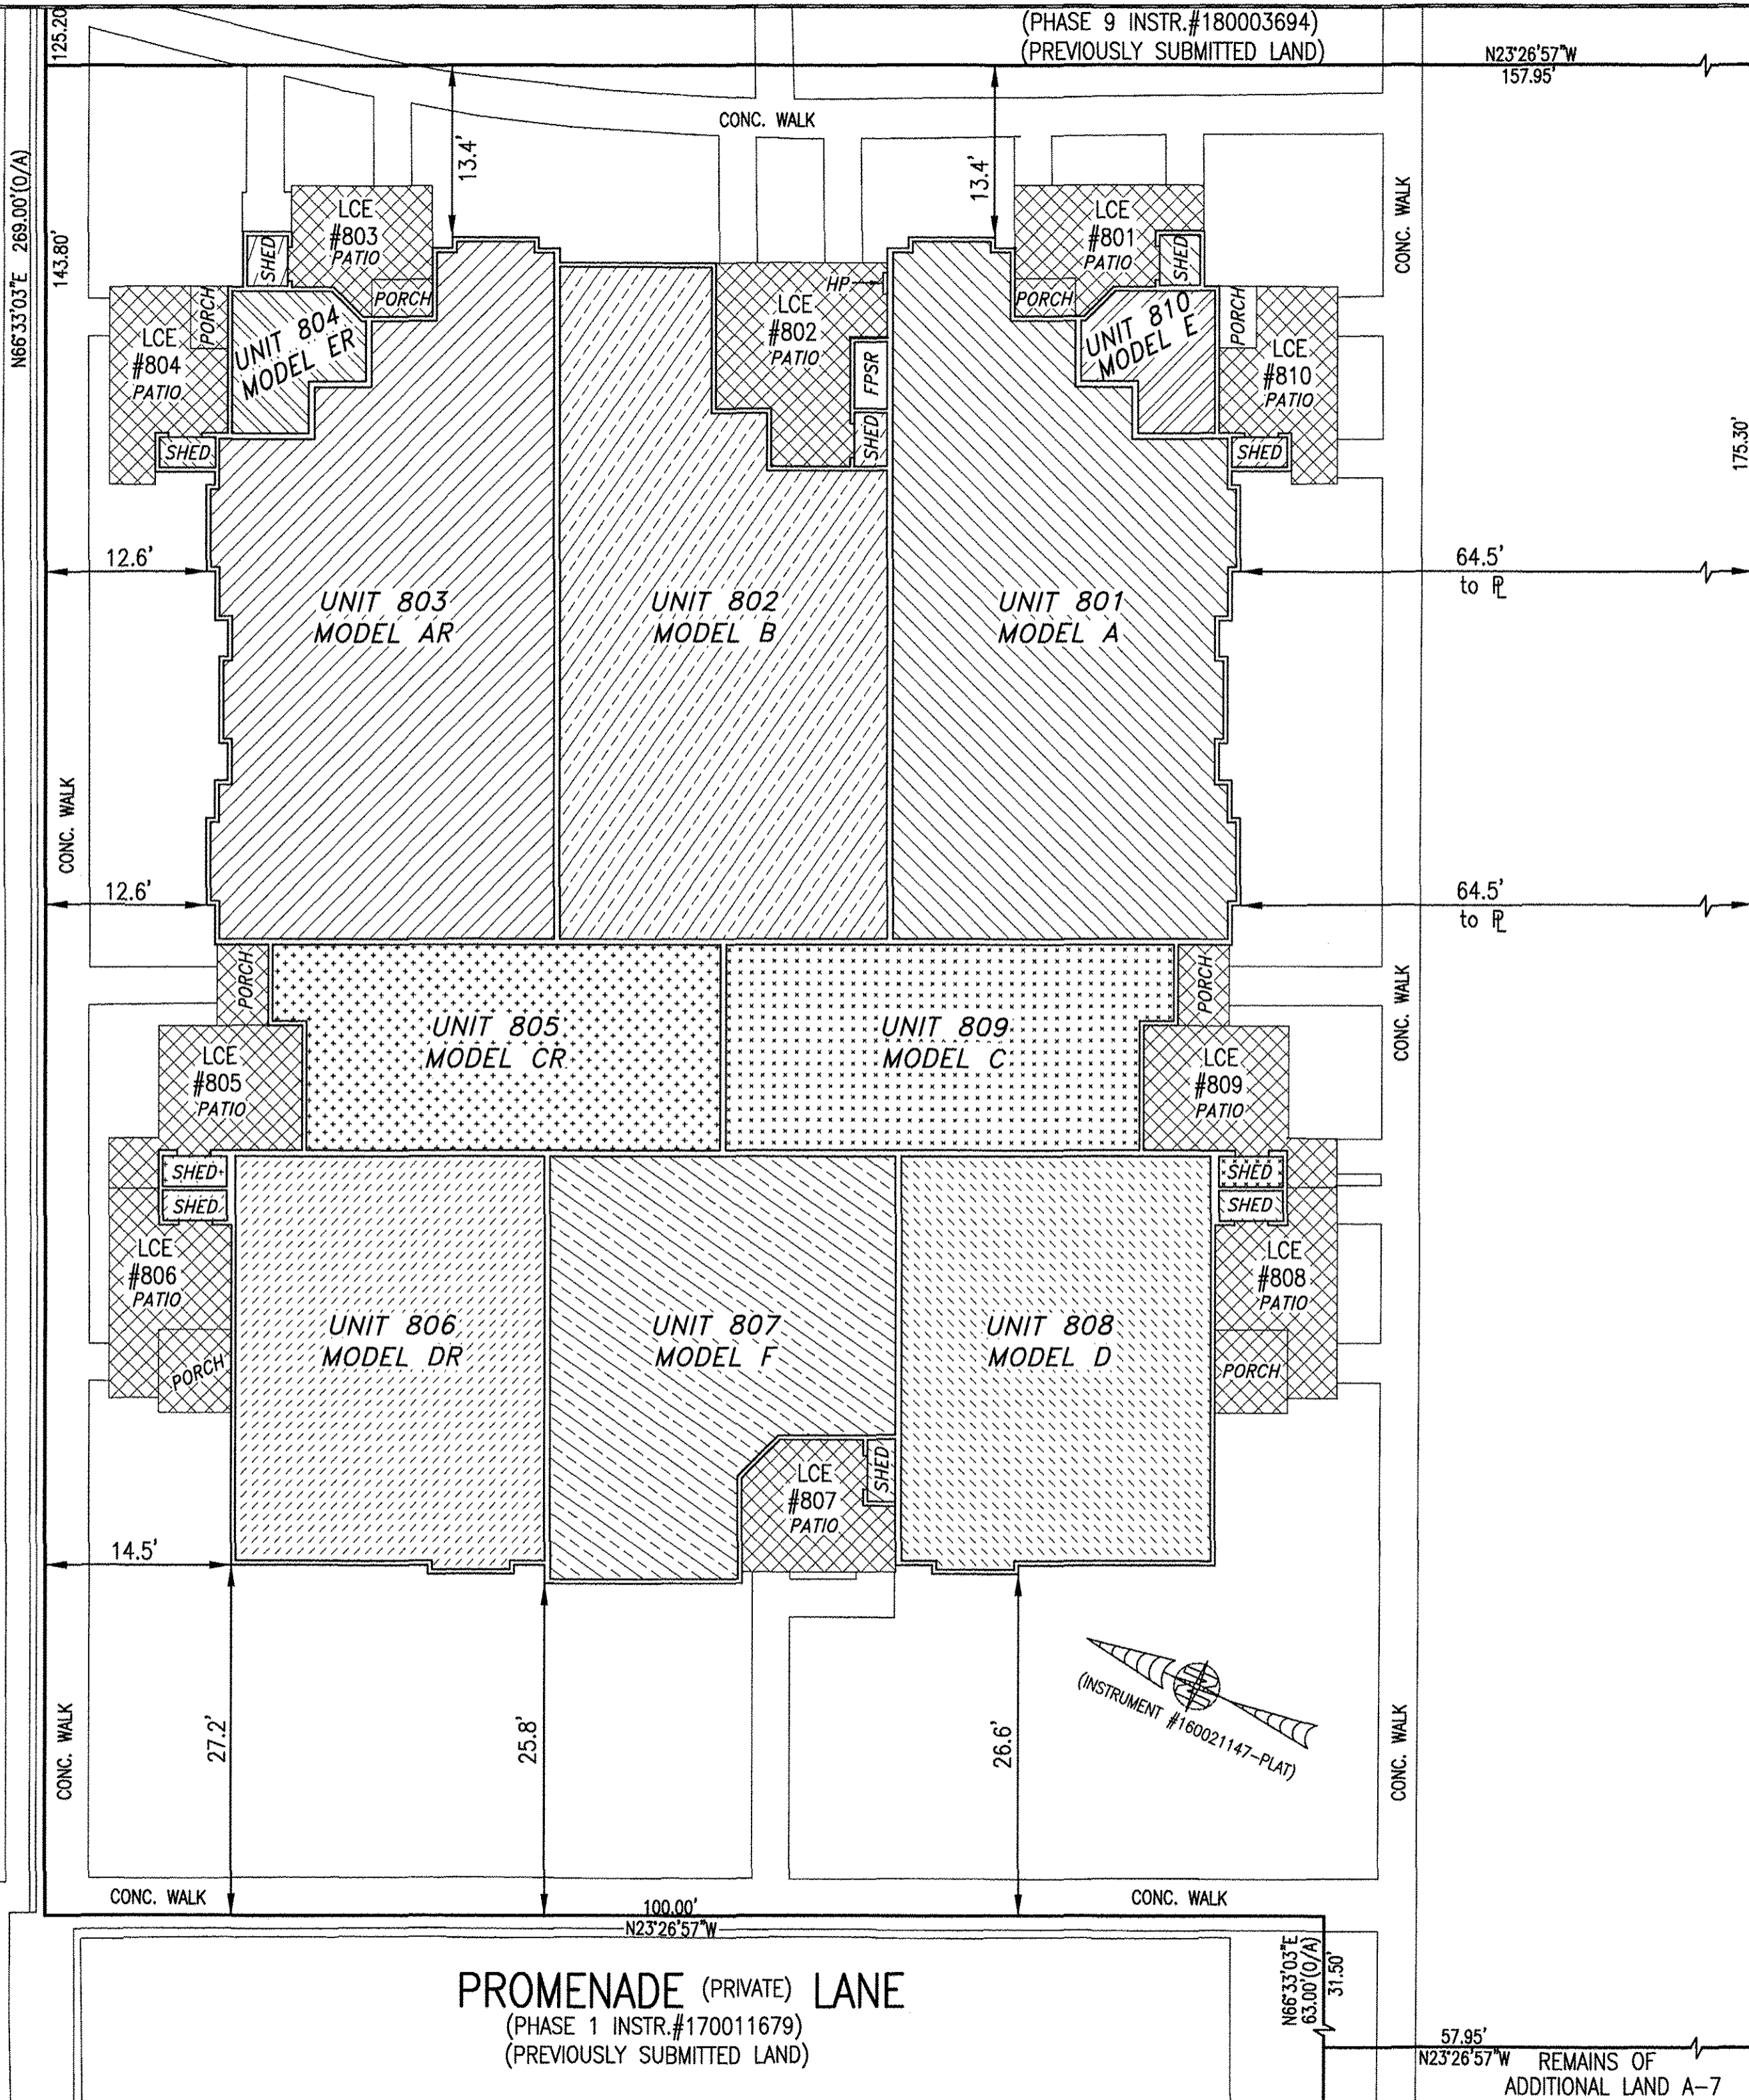 (PHASE 9 INSTR.#180003694)
(PREVIOUSLY SUBMITTED LAND)
N23°26'57"W
157.95'
125.20
N66°33'03"E 269.00'(O/A)
143.80'
CONC. WALK
13.4'
13.4'
CONC. WALK
175.30'
LCE
#803
PATIO
SHED
PORCH
LCE
#801
PATIO
SHED
PORCH
HP
LCE
#802
PATIO
FPSR
SHED
PORCH
LCE
#804
PATIO
SHED
UNIT 804
MODEL ER
UNIT 810
MODEL E
PORCH
LCE
#810
PATIO
SHED
12.6'
64.5'
to PL
UNIT 803
MODEL AR
UNIT 802
MODEL B
UNIT 801
MODEL A
CONC. WALK
12.6'
64.5'
to PL
PORCH
PORCH
CONC. WALK
UNIT 805
MODEL CR
UNIT 809
MODEL C
LCE
#805
PATIO
LCE
#809
PATIO
SHED
SHED
SHED
SHED
LCE
#806
PATIO
PORCH
LCE
#808
PATIO
PORCH
UNIT 806
MODEL DR
UNIT 807
MODEL F
UNIT 808
MODEL D
LCE
#807
PATIO
SHED
14.5'
27.2'
25.8'
26.6'
N
(INSTRUMENT #160021147-PLAT)
CONC. WALK
CONC. WALK
CONC. WALK
CONC. WALK
100.00'
N23°26'57"W
PROMENADE (PRIVATE) LANE
(PHASE 1 INSTR.#170011679)
(PREVIOUSLY SUBMITTED LAND)
N66°33'03"E
63.00'(O/A)
31.50'
57.95'
N23°26'57"W
REMAINS OF
ADDITIONAL LAND A-7